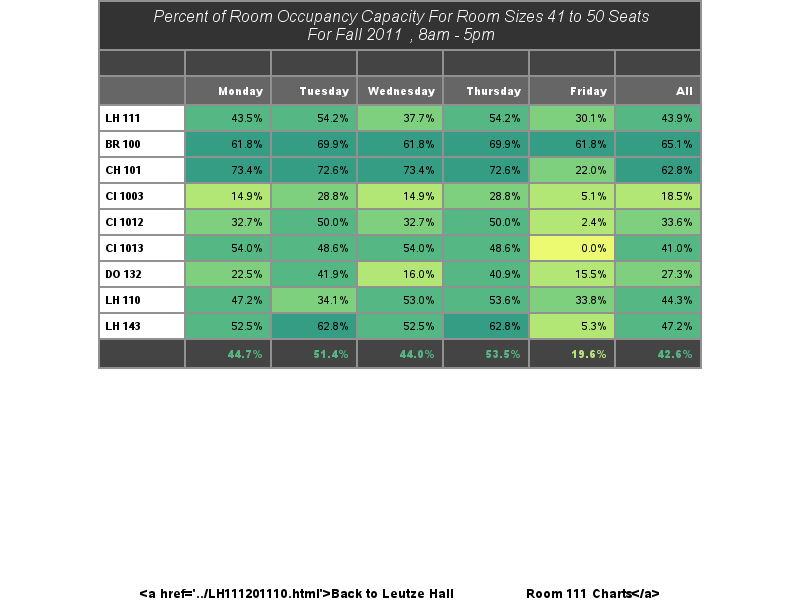 Percent of Room Occupancy Capacity For Room Sizes 41 to 50 Seats
For Fall 2011 , 8am - 5pm
Monday Tuesday Wednesday Thursday Friday All
LH 111 43.5% 54.2% 37.7% 54.2% 30.1% 43.9%
BR 100 61.8% 69.9% 61.8% 69.9% 61.8% 65.1%
CH 101 73.4% 72.6% 73.4% 72.6% 22.0% 62.8%
CI 1003 14.9% 28.8% 14.9% 28.8% 5.1% 18.5%
CI 1012 32.7% 50.0% 32.7% 50.0% 2.4% 33.6%
CI 1013 54.0% 48.6% 54.0% 48.6% 0.0% 41.0%
DO 132 22.5% 41.9% 16.0% 40.9% 15.5% 27.3%
LH 110 47.2% 34.1% 53.0% 53.6% 33.8% 44.3%
LH 143 52.5% 62.8% 52.5% 62.8% 5.3% 47.2%
44.7% 51.4% 44.0% 53.5% 19.6% 42.6%
<a href='../LH111201110.html'>Back to Leutze Hall Room 111 Charts</a>